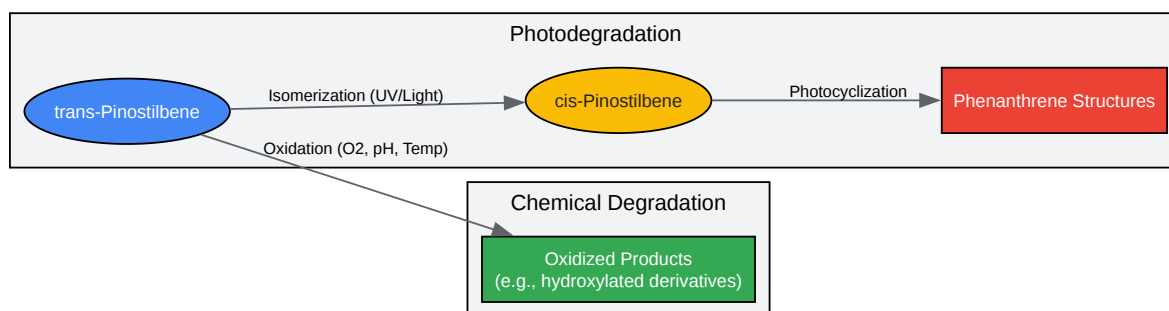 Photodegradation
trans-Pinostilbene
Isomerization (UV/Light)
cis-Pinostilbene
Photocyclization
Phenanthrene Structures
Oxidation (O2, pH, Temp)
Chemical Degradation
Oxidized Products
(e.g., hydroxylated derivatives)